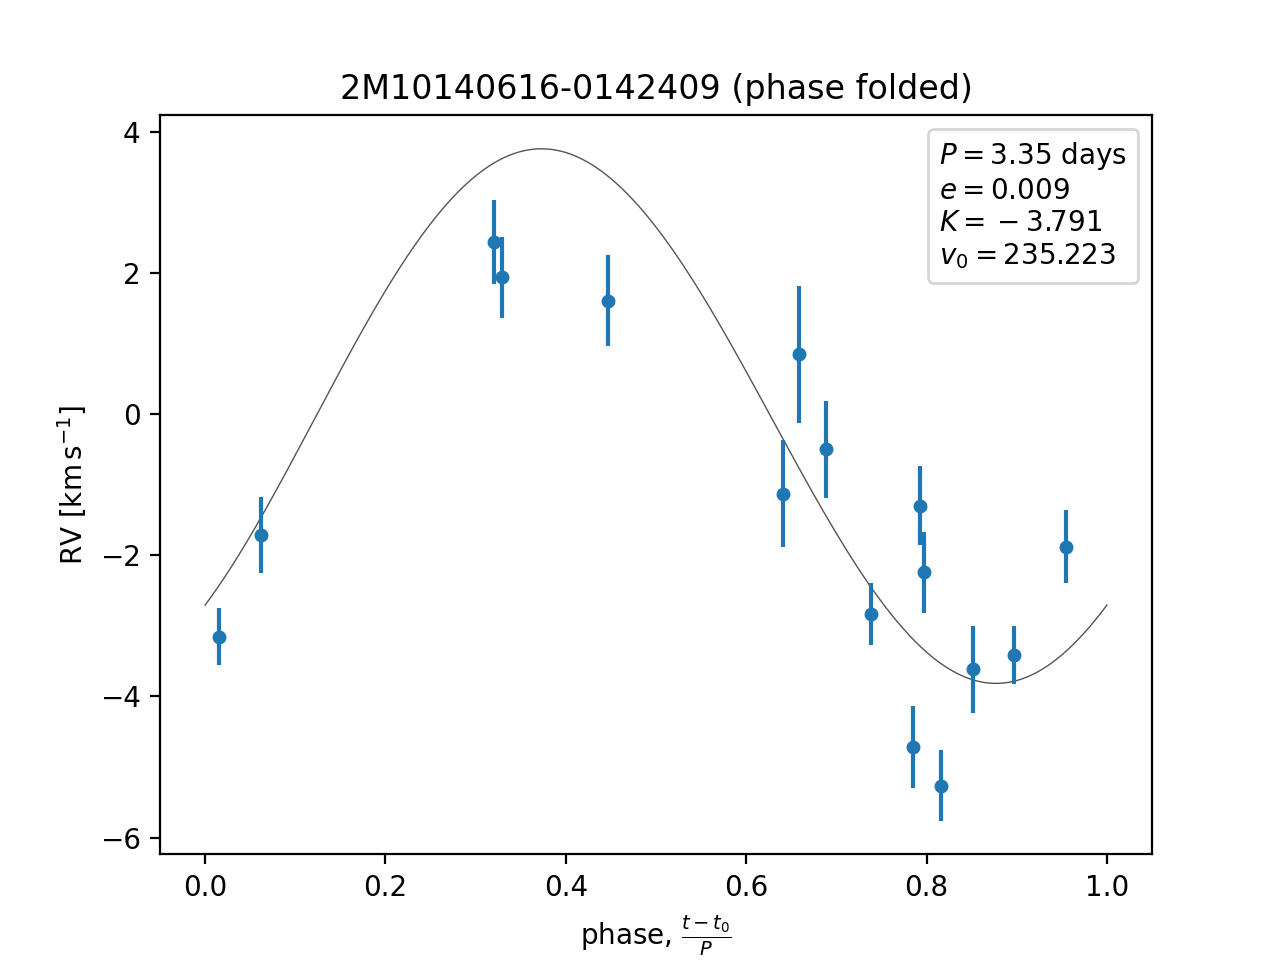 2M10140616-0142409 (phase folded)
P = 3.35 days
e = 0.009
K = −3.791
v₀ = 235.223
RV [km s⁻¹]
4
2
0
−2
−4
−6
0.0 0.2 0.4 0.6 0.8 1.0
phase, (t − t₀)/P